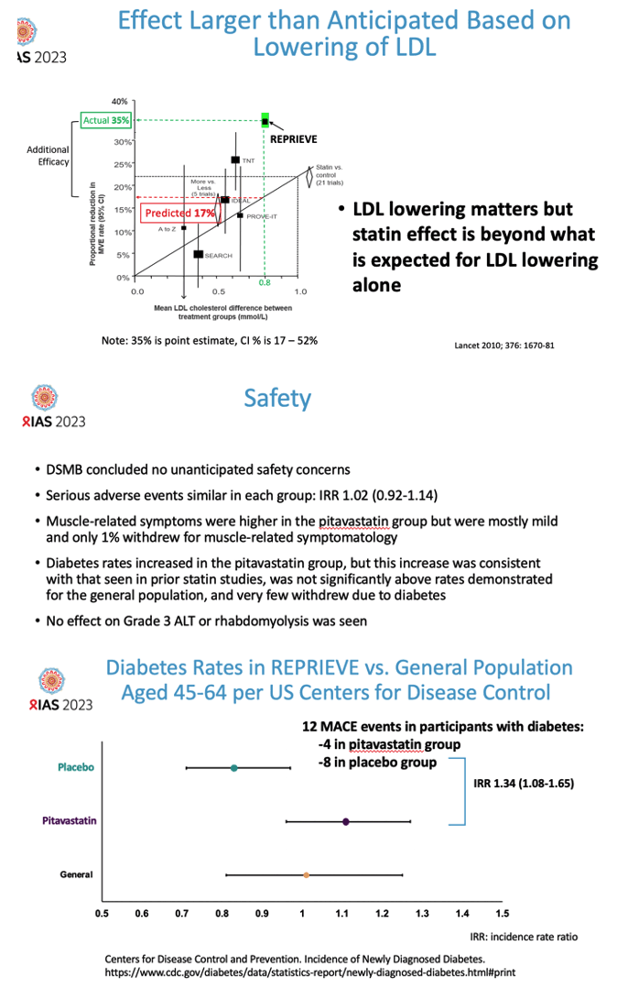 Effect Larger than Anticipated Based on
Lowering of LDL
AS 2023
40%
Actual 35%
REPRIEVE
Additional
Efficacy
30%
25%
20%
15%
10%
5%
0%
Proportional reduction in
MVE rate (95% CI)
TNT
Statin vs.
control
(21 trials)
More vs.
Less
(5 trials)
IDEAL
Predicted 17%
PROVE-IT
A to Z
SEARCH
0.0
0.5
0.8
1.0
Mean LDL cholesterol difference between
treatment groups (mmol/L)
• LDL lowering matters but
statin effect is beyond what
is expected for LDL lowering
alone
Note: 35% is point estimate, CI % is 17 – 52%
Lancet 2010; 376: 1670-81
Safety
IAS 2023
• DSMB concluded no unanticipated safety concerns
• Serious adverse events similar in each group: IRR 1.02 (0.92-1.14)
• Muscle-related symptoms were higher in the pitavastatin group but were mostly mild
and only 1% withdrew for muscle-related symptomatology
• Diabetes rates increased in the pitavastatin group, but this increase was consistent
with that seen in prior statin studies, was not significantly above rates demonstrated
for the general population, and very few withdrew due to diabetes
• No effect on Grade 3 ALT or rhabdomyolysis was seen
Diabetes Rates in REPRIEVE vs. General Population
Aged 45-64 per US Centers for Disease Control
IAS 2023
12 MACE events in participants with diabetes:
-4 in pitavastatin group
-8 in placebo group
IRR 1.34 (1.08-1.65)
Placebo
Pitavastatin
General
0.5 0.6 0.7 0.8 0.9 1 1.1 1.2 1.3 1.4 1.5
IRR: incidence rate ratio
Centers for Disease Control and Prevention. Incidence of Newly Diagnosed Diabetes.
https://www.cdc.gov/diabetes/data/statistics-report/newly-diagnosed-diabetes.html#print